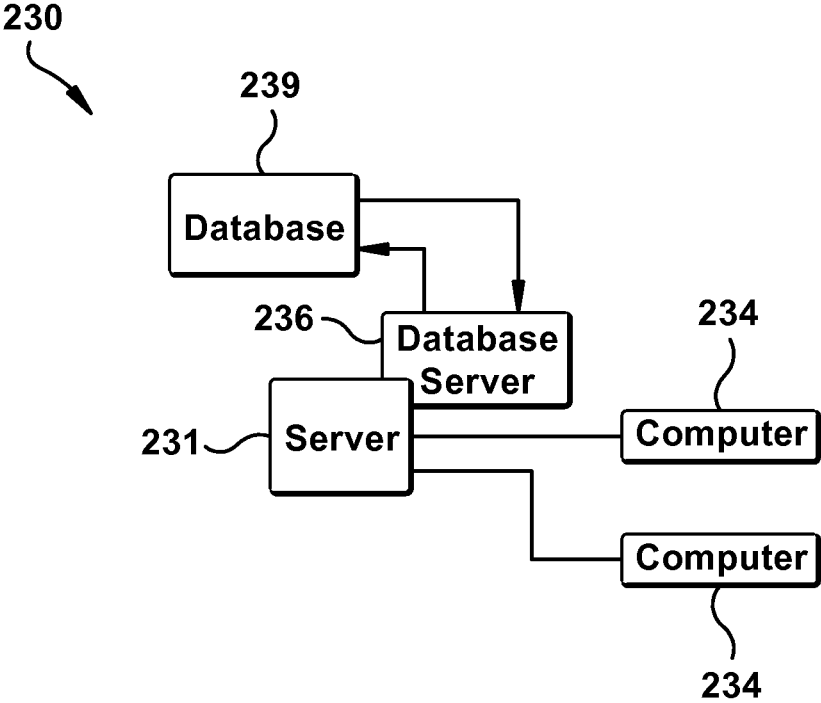 230
239
Database
236
Database
Server
234
231
Server
Computer
Computer
234